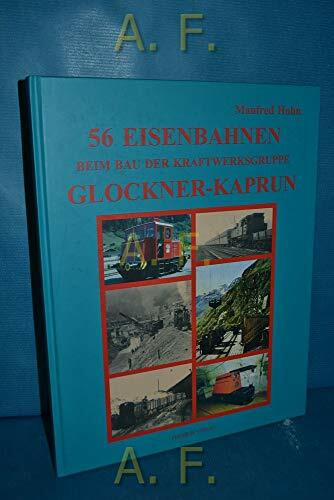 A. F.
Manfred Hohn
56 EISENBAHNEN
BEIM BAU DER KRAFTWERKSGRUPPE
GLOCKNER-KAPRUN
A. F.
A. F.
A. F.